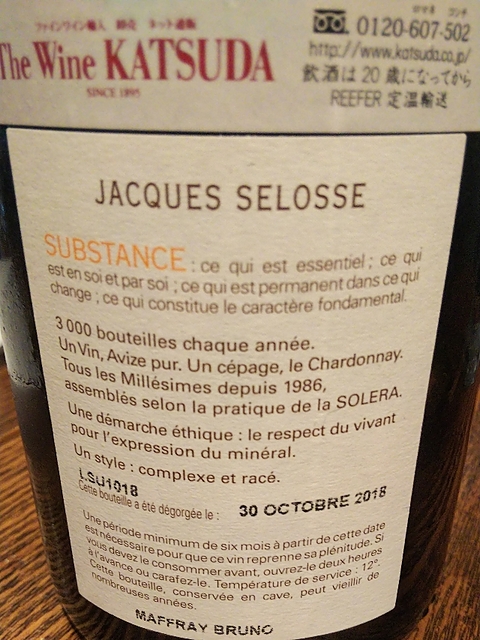 ファインワイン輸入 卸売 ネット通販
The Wine KATSUDA
SINCE 1895
ロマネ コンチ
0120-607-502
http://www.katsuda.co.jp/
飲酒は20歳になってから
REEFER 定温輸送
JACQUES SELOSSE
SUBSTANCE : ce qui est essentiel ; ce qui
est en soi et par soi ; ce qui est permanent dans ce qui
change ; ce qui constitue le caractère fondamental.
3 000 bouteilles chaque année.
Un Vin, Avize pur. Un cépage, le Chardonnay.
Tous les Millésimes depuis 1986,
assemblés selon la pratique de la SOLERA.
Une démarche éthique : le respect du vivant
pour l'expression du minéral.
Un style : complexe et racé.
LSU1018
Cette bouteille a été dégorgée le : 30 OCTOBRE 2018
Une période minimum de six mois à partir de cette date
est nécessaire pour que ce vin reprenne sa plénitude. Si
vous devez le consommer avant, ouvrez-le deux heures
à l'avance ou carafez-le. Température de service : 12°.
Cette bouteille, conservée en cave, peut vieillir de
nombreuses années.
MAFFRAY BRUNO